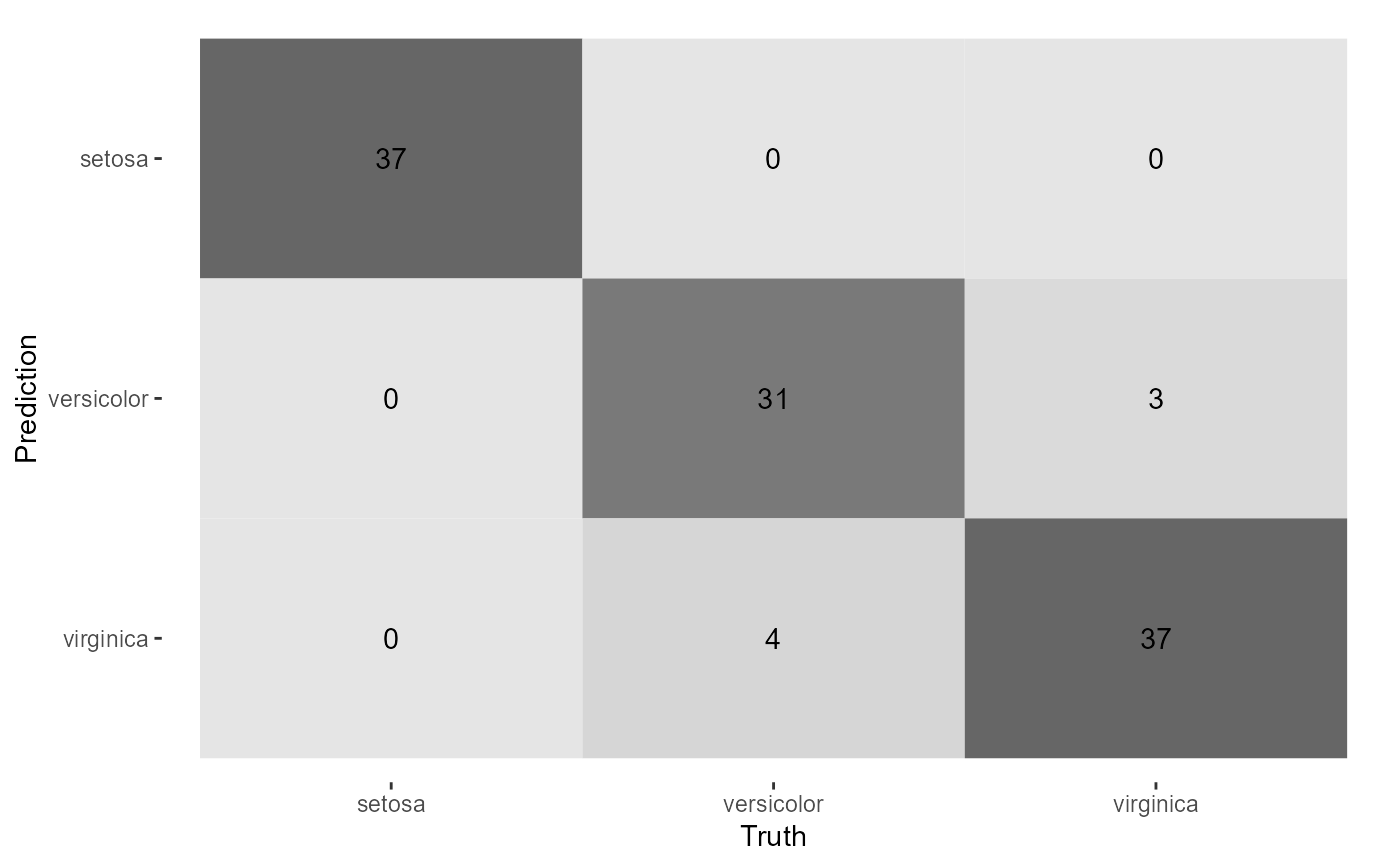 setosa 37 0 0
Prediction
versicolor 0 31 3
virginica 0 4 37
setosa versicolor virginica
Truth